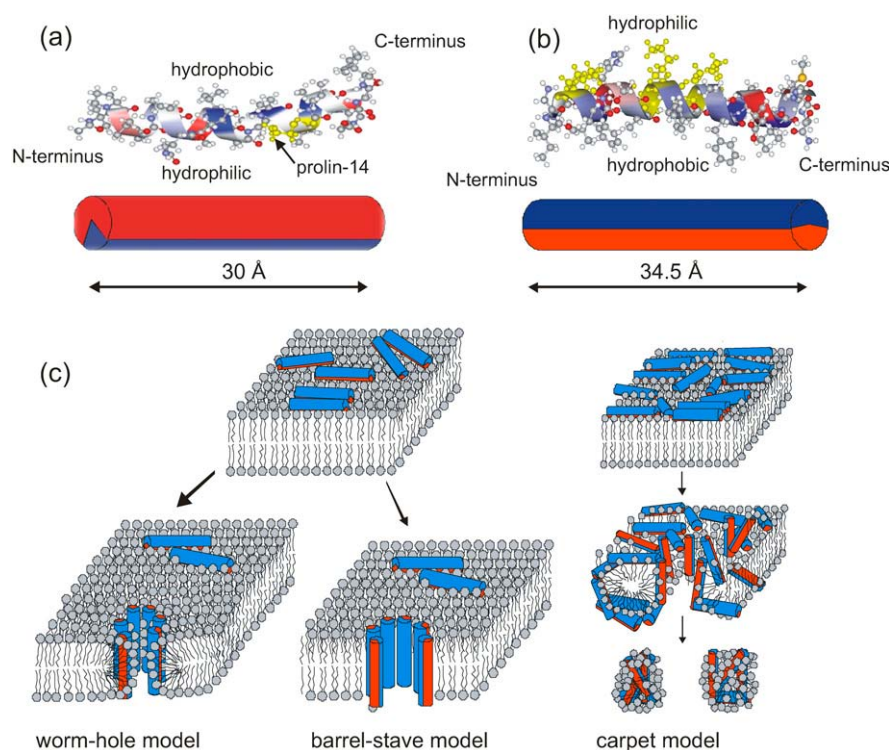 (a)
C-terminus
hydrophobic
N-terminus
hydrophilic
prolin-14
30 Å
(b)
hydrophilic
N-terminus
hydrophobic
C-terminus
34.5 Å
(c)
worm-hole model
barrel-stave model
carpet model